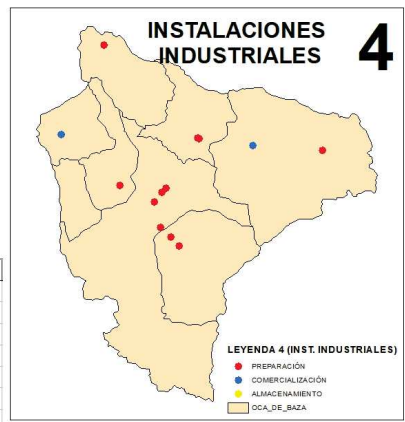 INSTALACIONES
INDUSTRIALES
4
LEYENDA 4 (INST. INDUSTRIALES)
PREPARACIÓN
COMERCIALIZACIÓN
ALMACENAMIENTO
OCA_DE_BAZA